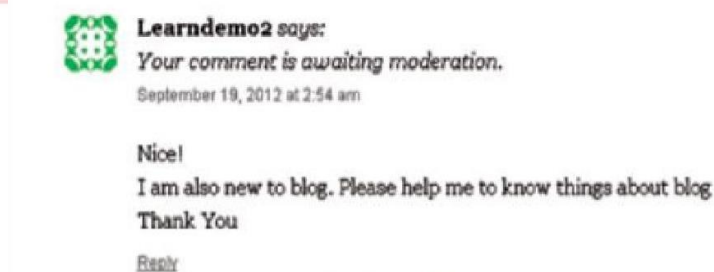 Learndemo2 says:
Your comment is awaiting moderation.
September 19, 2012 at 2:54 am
Nice!
I am also new to blog. Please help me to know things about blog
Thank You
Reply